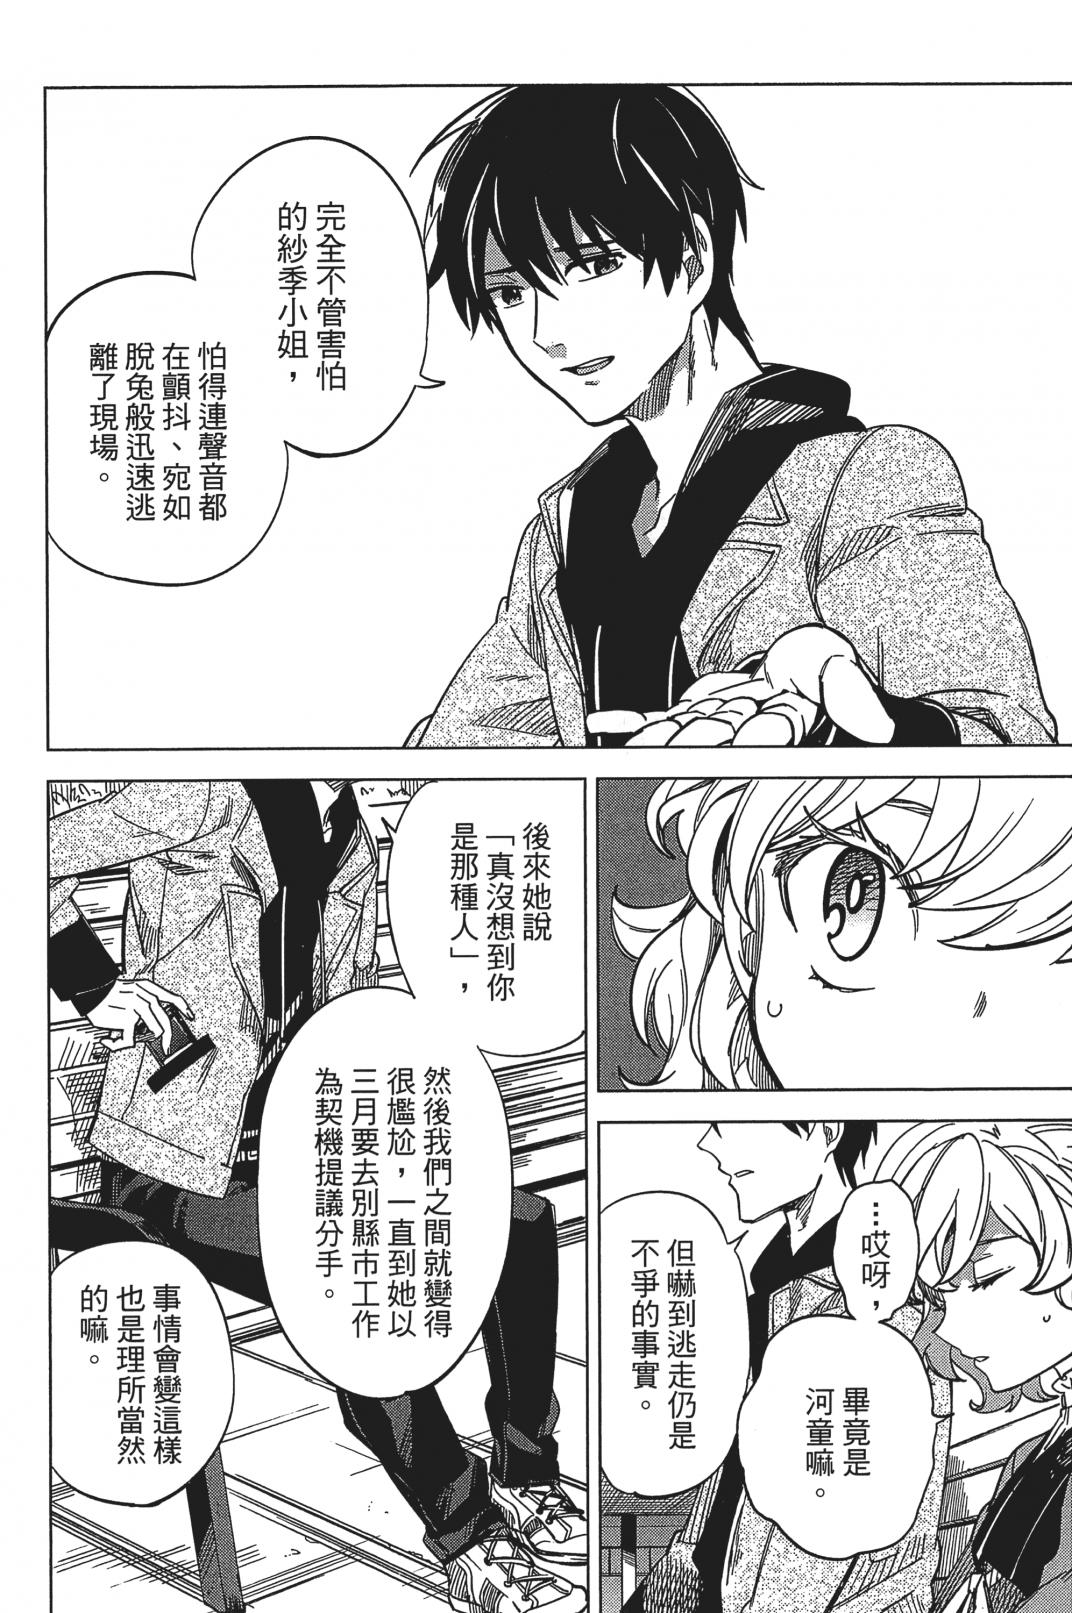 完全不管害怕
的紗季小姐，
怕得連聲音都
在顫抖、宛如
脫兔般迅速逃
離了現場。
…哎呀，
畢竟是
河童嘛。
但嚇到逃走仍是
不爭的事實。
後來她說
「真沒想到你
是那種人」，
然後我們之間就變得
很尷尬，一直到她以
三月要去別縣市工作
為契機提議分手。
事情會變這樣
也是理所當然
的嘛。